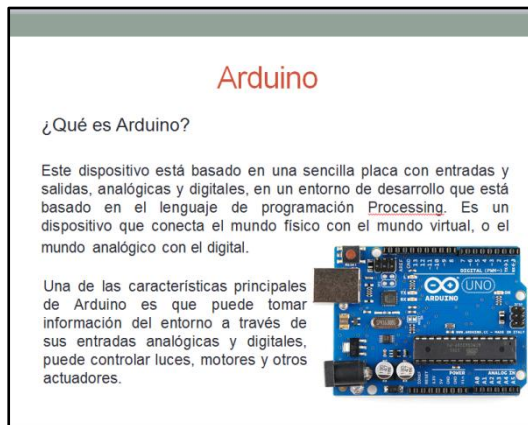 Arduino
¿Qué es Arduino?
Este dispositivo está basado en una sencilla placa con entradas y
salidas, analógicas y digitales, en un entorno de desarrollo que está
basado en el lenguaje de programación Processing. Es un
dispositivo que conecta el mundo físico con el mundo virtual, o el
mundo analógico con el digital.
Una de las características principales
de Arduino es que puede tomar
información del entorno a través de
sus entradas analógicas y digitales,
puede controlar luces, motores y otros
actuadores.
DIGITAL (PWM~)
UNO
ARDUINO
POWER
ANALOG IN